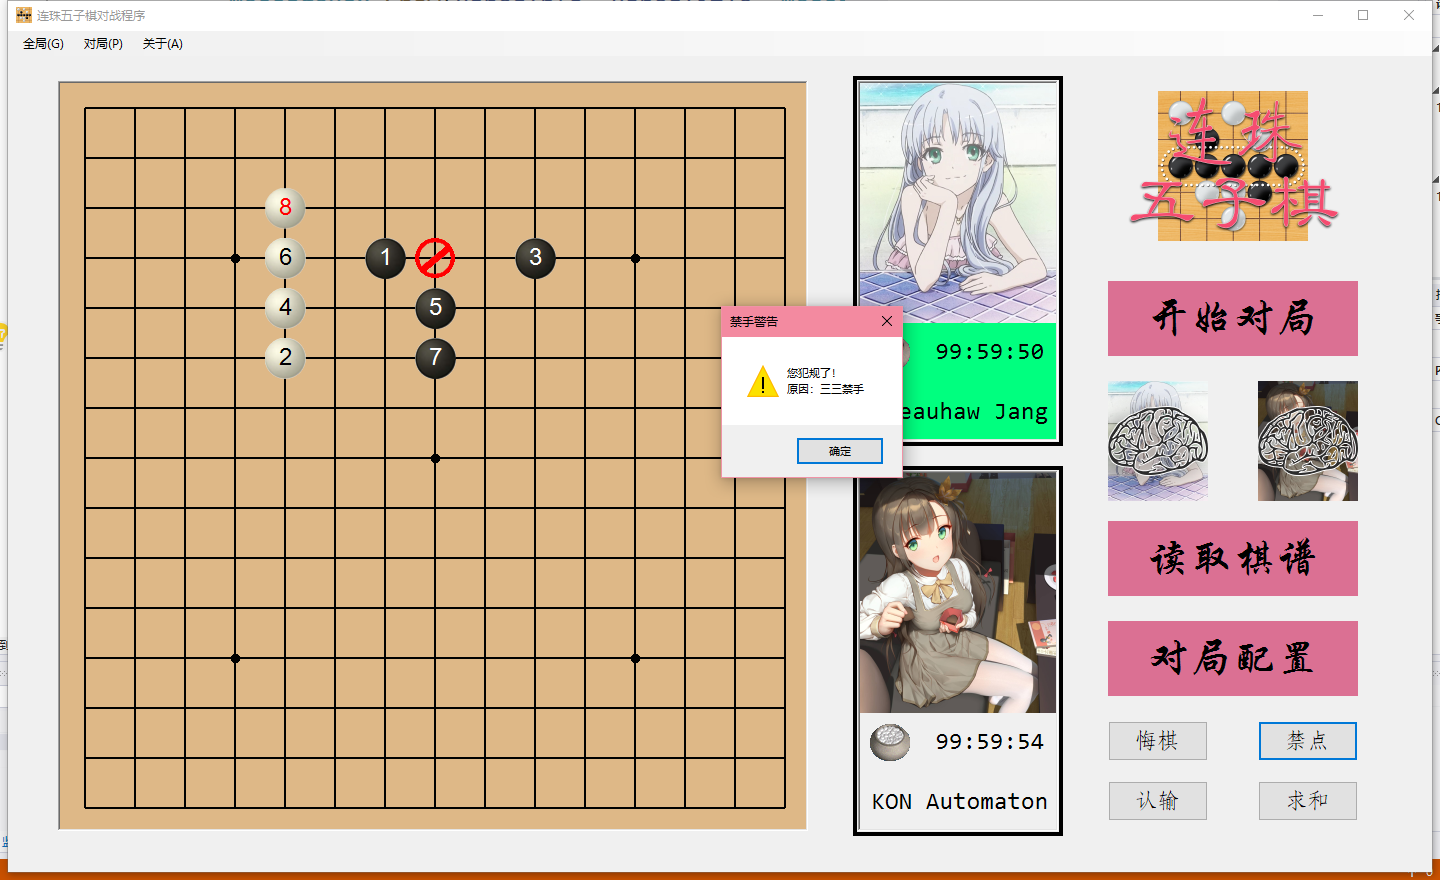 连珠五子棋对战程序
全局(G) 对局(P) 关于(A)
8
6
1
3
4
5
2
7
禁手警告
您犯规了!
原因：三三禁手
确定
99:59:50
eauhaw Jang
99:59:54
KON Automaton
连珠
五子棋
开始对局
读取棋谱
对局配置
悔棋
禁点
认输
求和